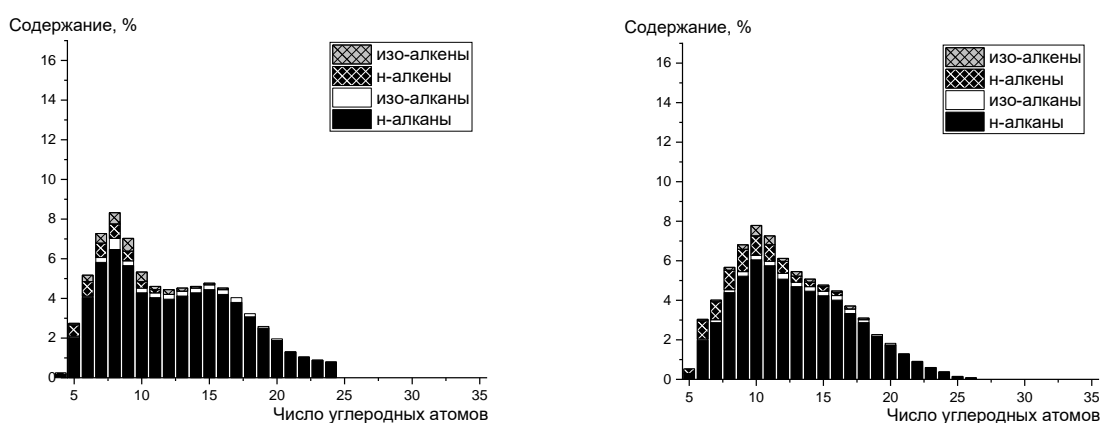 Содержание, %
16
14
12
10
8
6
4
2
0
изо-алкены
н-алкены
изо-алканы
н-алканы
5 10 15 20 25 30 35
Число углеродных атомов
Содержание, %
16
14
12
10
8
6
4
2
0
изо-алкены
н-алкены
изо-алканы
н-алканы
5 10 15 20 25 30 35
Число углеродных атомов